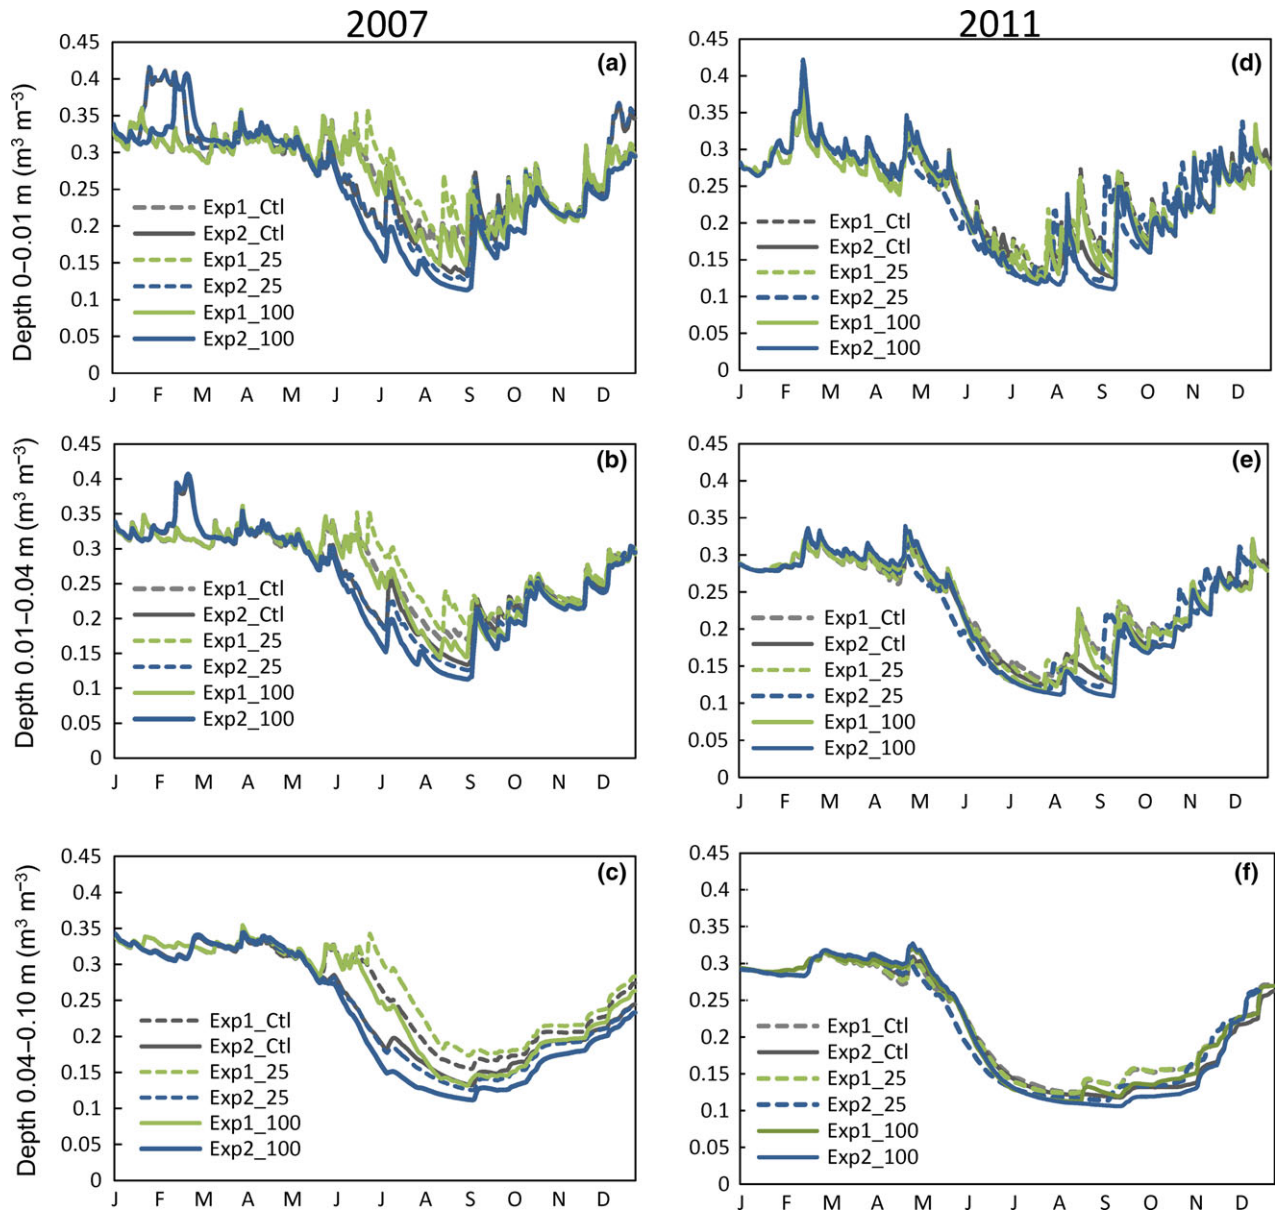 2007
2011
Depth 0–0.01 m (m³ m⁻³)
0.45
0.4
0.35
0.3
0.25
0.2
0.15
0.1
0.05
0
(a)
Exp1_Ctl
Exp2_Ctl
Exp1_25
Exp2_25
Exp1_100
Exp2_100
J F M A M J J A S O N D
0.45
0.4
0.35
0.3
0.25
0.2
0.15
0.1
0.05
0
(d)
Exp1_Ctl
Exp2_Ctl
Exp1_25
Exp2_25
Exp1_100
Exp2_100
J F M A M J J A S O N D
Depth 0.01–0.04 m (m³ m⁻³)
0.45
0.4
0.35
0.3
0.25
0.2
0.15
0.1
0.05
0
(b)
Exp1_Ctl
Exp2_Ctl
Exp1_25
Exp2_25
Exp1_100
Exp2_100
J F M A M J J A S O N D
0.45
0.4
0.35
0.3
0.25
0.2
0.15
0.1
0.05
0
(e)
Exp1_Ctl
Exp2_Ctl
Exp1_25
Exp2_25
Exp1_100
Exp2_100
J F M A M J J A S O N D
Depth 0.04–0.10 m (m³ m⁻³)
0.45
0.4
0.35
0.3
0.25
0.2
0.15
0.1
0.05
0
(c)
Exp1_Ctl
Exp2_Ctl
Exp1_25
Exp2_25
Exp1_100
Exp2_100
J F M A M J J A S O N D
0.45
0.4
0.35
0.3
0.25
0.2
0.15
0.1
0.05
0
(f)
Exp1_Ctl
Exp2_Ctl
Exp1_25
Exp2_25
Exp1_100
Exp2_100
J F M A M J J A S O N D